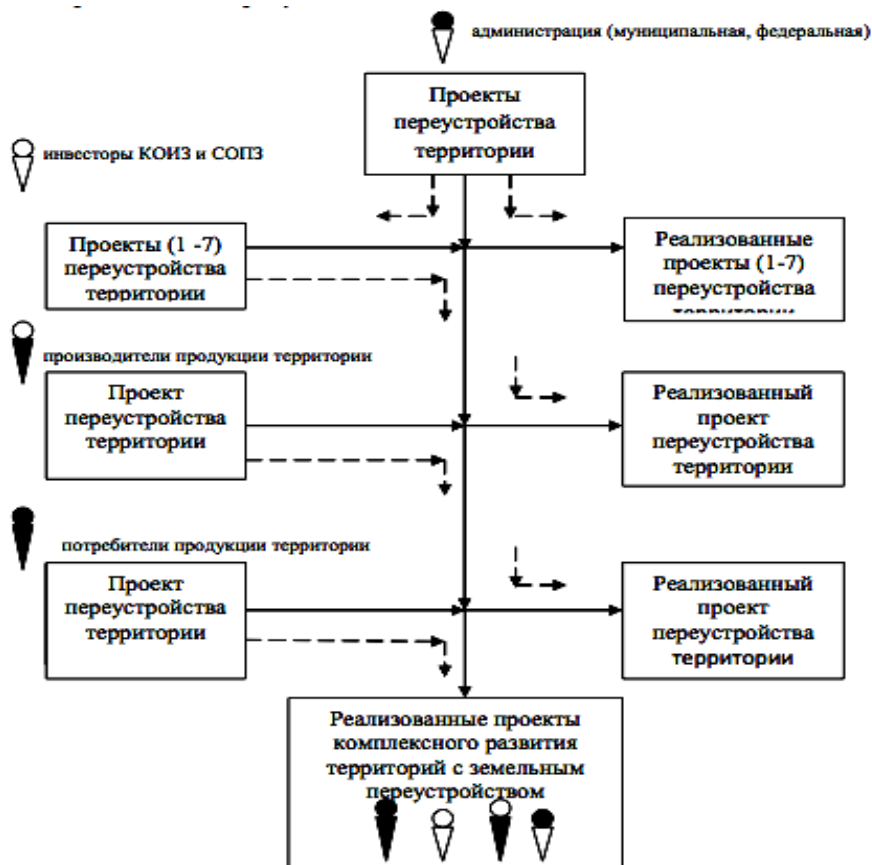 администрация (муниципальная, федеральная)
Проекты
переустройства
территории
инвесторы КОИЗ и СОПЗ
Проекты (1 -7)
переустройства
территории
Реализованные
проекты (1-7)
переустройства
территории
производители продукции территории
Проект
переустройства
территории
Реализованный
проект
переустройства
территории
потребители продукции территории
Проект
переустройства
территории
Реализованный
проект
переустройства
территории
Реализованные проекты
комплексного развития
территорий с земельным
переустройством